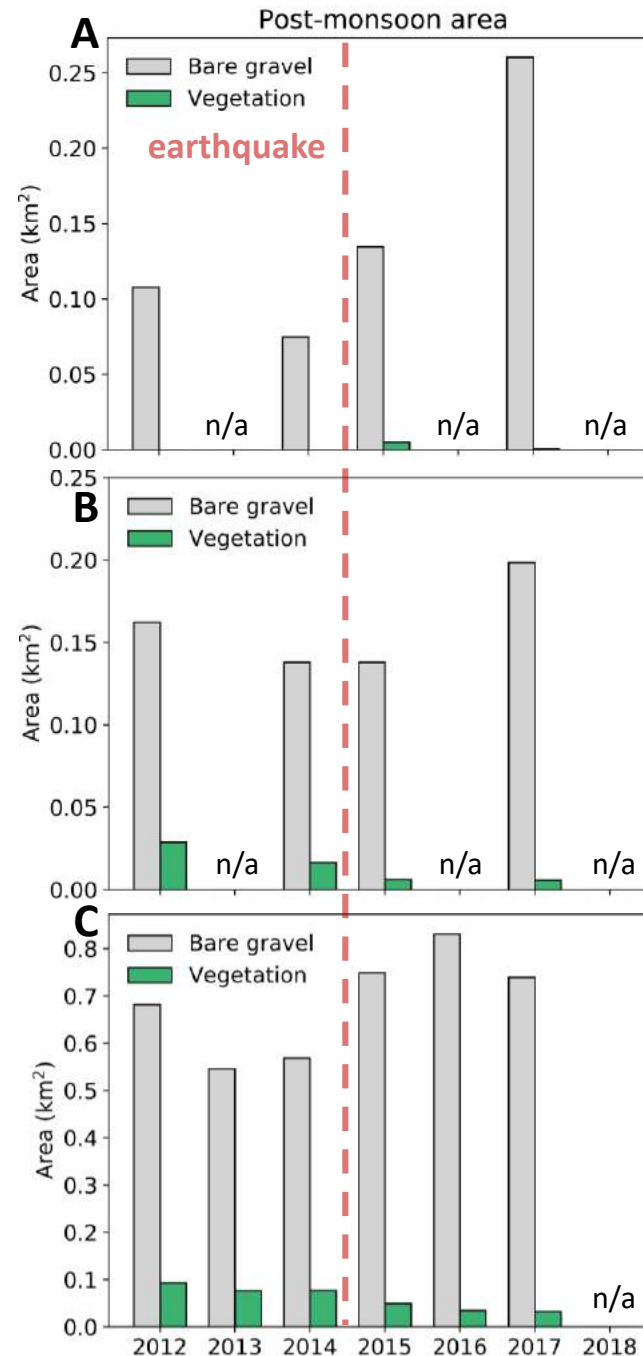 Post-monsoon area
A
Bare gravel
Vegetation
earthquake
Area (km²)
0.25
0.20
0.15
0.10
0.05
0.00
n/a
n/a
n/a
B
Bare gravel
Vegetation
Area (km²)
0.25
0.20
0.15
0.10
0.05
0.00
n/a
n/a
n/a
C
Bare gravel
Vegetation
Area (km²)
0.8
0.7
0.6
0.5
0.4
0.3
0.2
0.1
0.0
n/a
2012 2013 2014 2015 2016 2017 2018